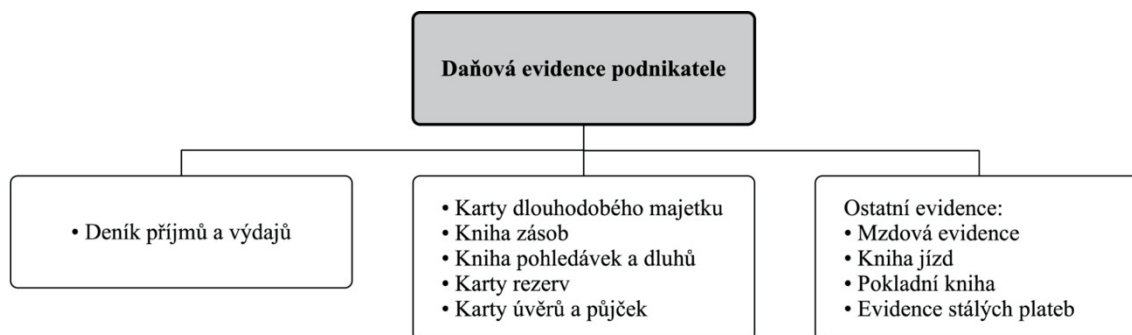 Daňová evidence podnikatele
• Deník příjmů a výdajů
• Karty dlouhodobého majetku
• Kniha zásob
• Kniha pohledávek a dluhů
• Karty rezerv
• Karty úvěrů a půjček
Ostatní evidence:
• Mzdová evidence
• Kniha jízd
• Pokladní kniha
• Evidence stálých plateb